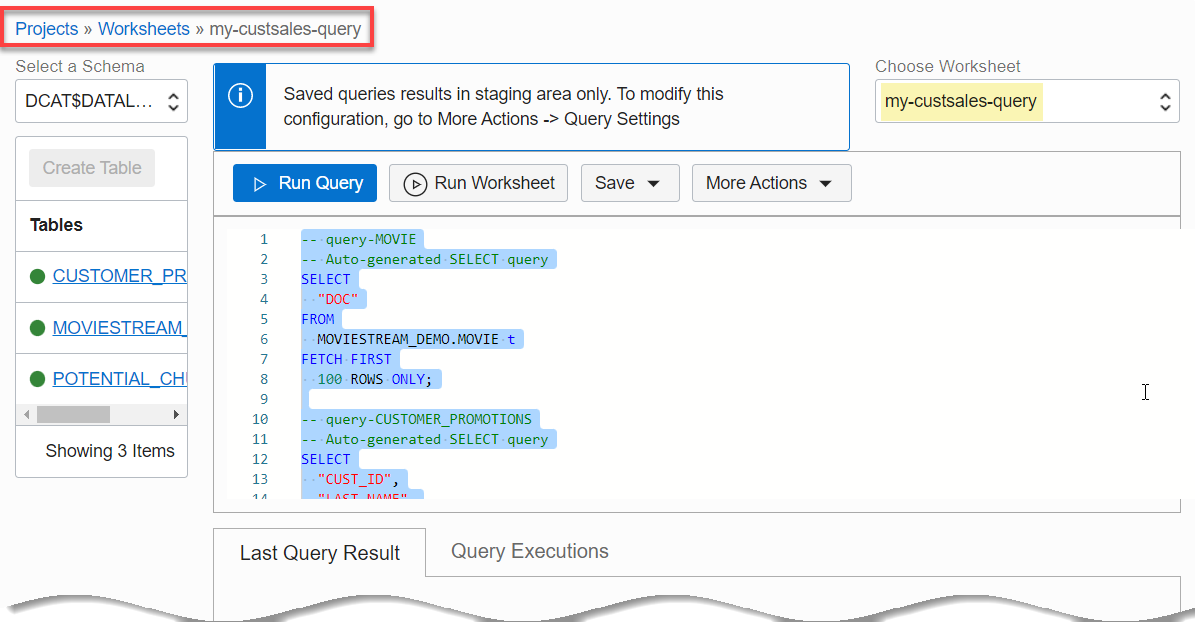 Projects » Worksheets » my-custsales-query
Select a Schema
DCAT$DATAL...
Create Table
Tables
CUSTOMER_PR
MOVIESTREAM_
POTENTIAL_CHU
Showing 3 Items
Saved queries results in staging area only. To modify this
configuration, go to More Actions -> Query Settings
Choose Worksheet
my-custsales-query
Run Query Run Worksheet Save More Actions
1 -- query-MOVIE
2 -- Auto-generated SELECT query
3 SELECT
4 "DOC"
5 FROM
6 MOVIESTREAM_DEMO.MOVIE t
7 FETCH FIRST
8 100 ROWS ONLY;
9
10 -- query-CUSTOMER_PROMOTIONS
11 -- Auto-generated SELECT query
12 SELECT
13 "CUST_ID",
14 "LAST_NAME"
Last Query Result Query Executions